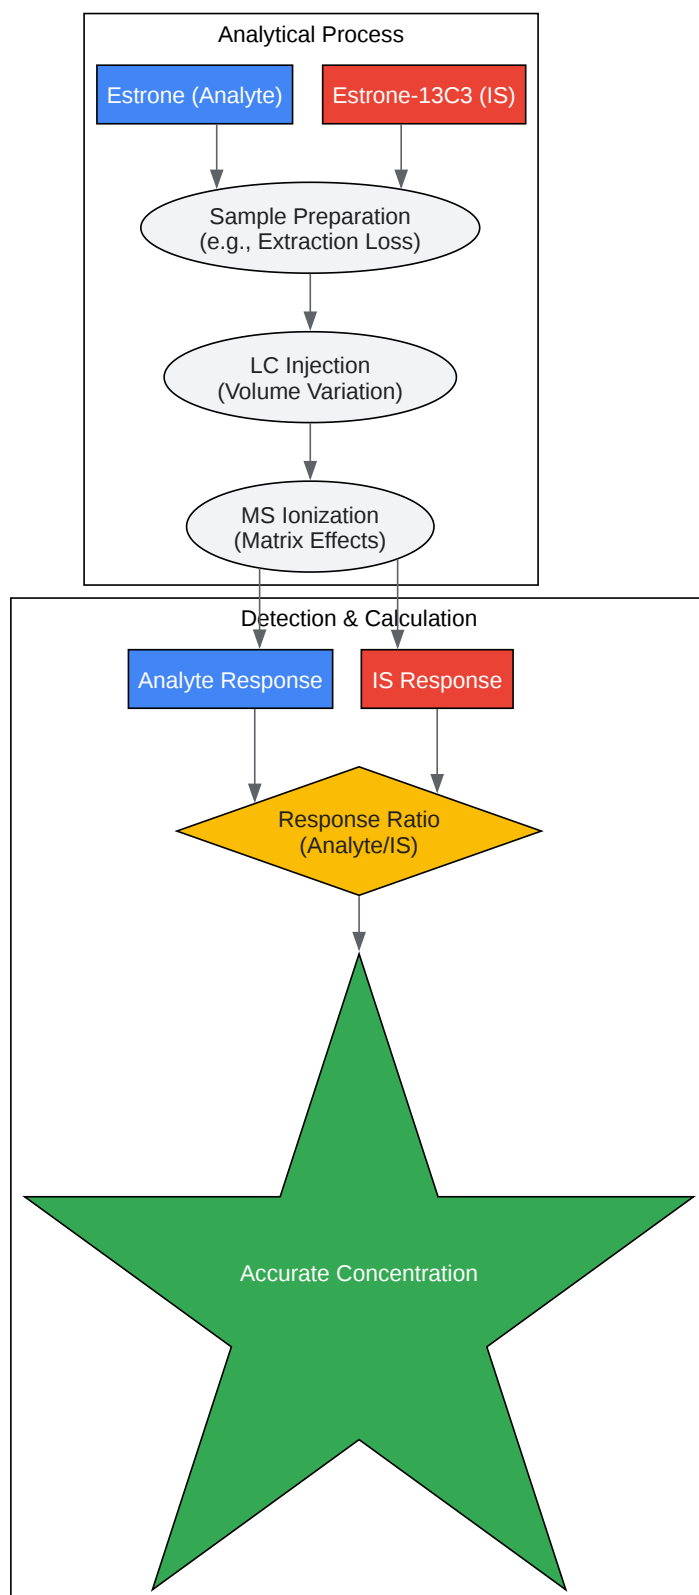 Analytical Process
Estrone (Analyte)
Estrone-13C3 (IS)
Sample Preparation
(e.g., Extraction Loss)
LC Injection
(Volume Variation)
MS Ionization
(Matrix Effects)
Detection & Calculation
Analyte Response
IS Response
Response Ratio
(Analyte/IS)
Accurate Concentration